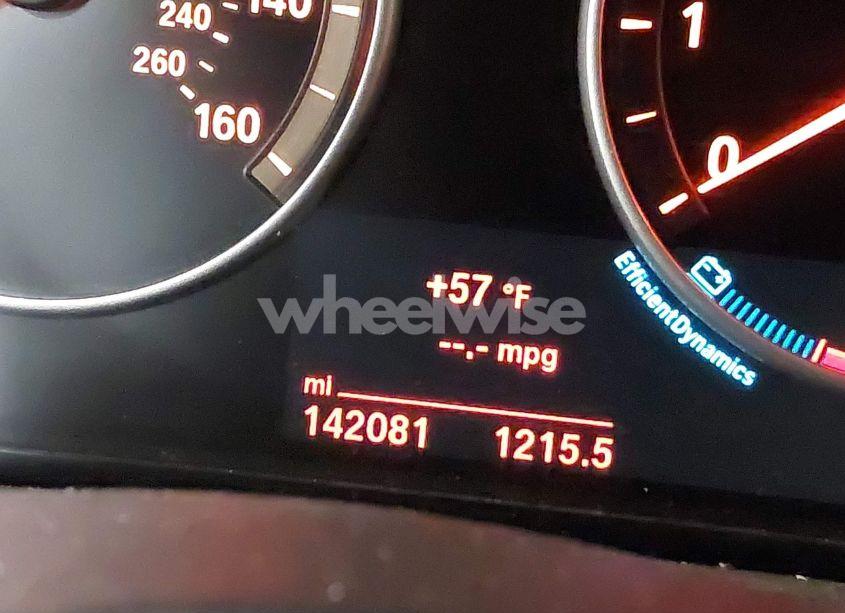 140
240
260
160
1
0
+57 °F
wheelwise
--.- mpg
EfficientDynamics
mi
142081 1215.5